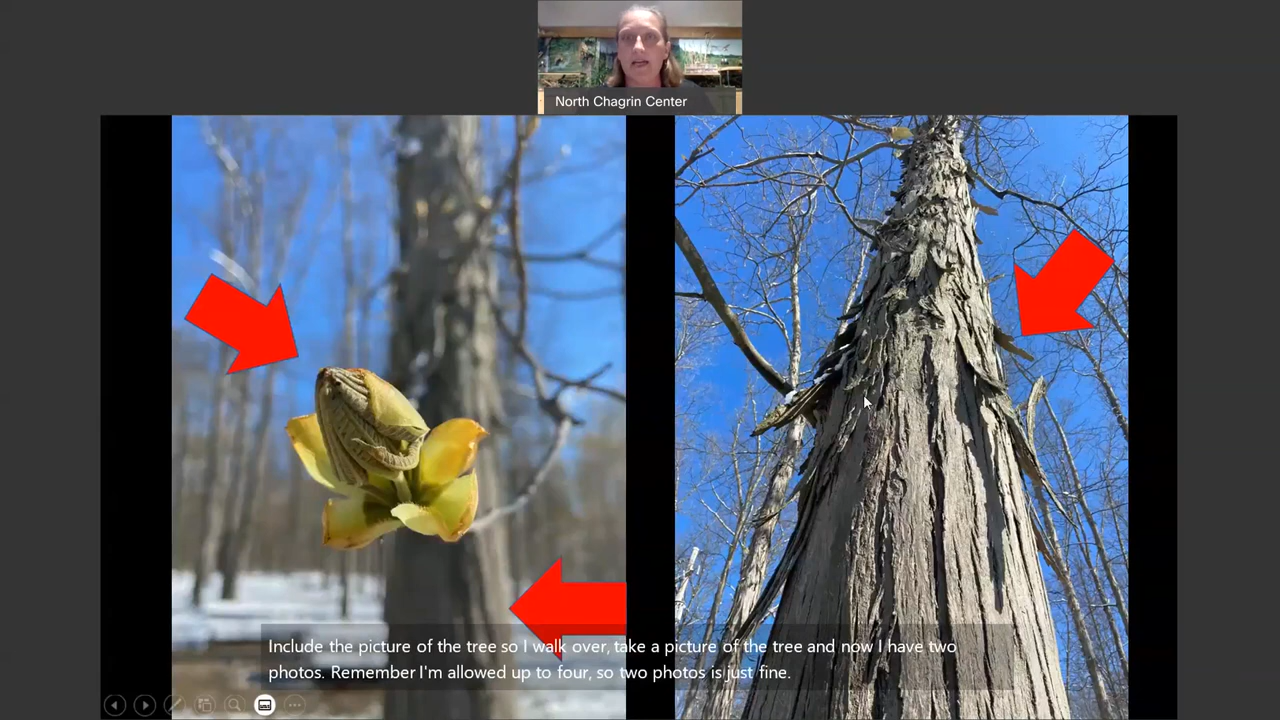 North Chagrin Center
Include the picture of the tree so I walk over, take a picture of the tree and now I have two
photos. Remember I'm allowed up to four, so two photos is just fine.